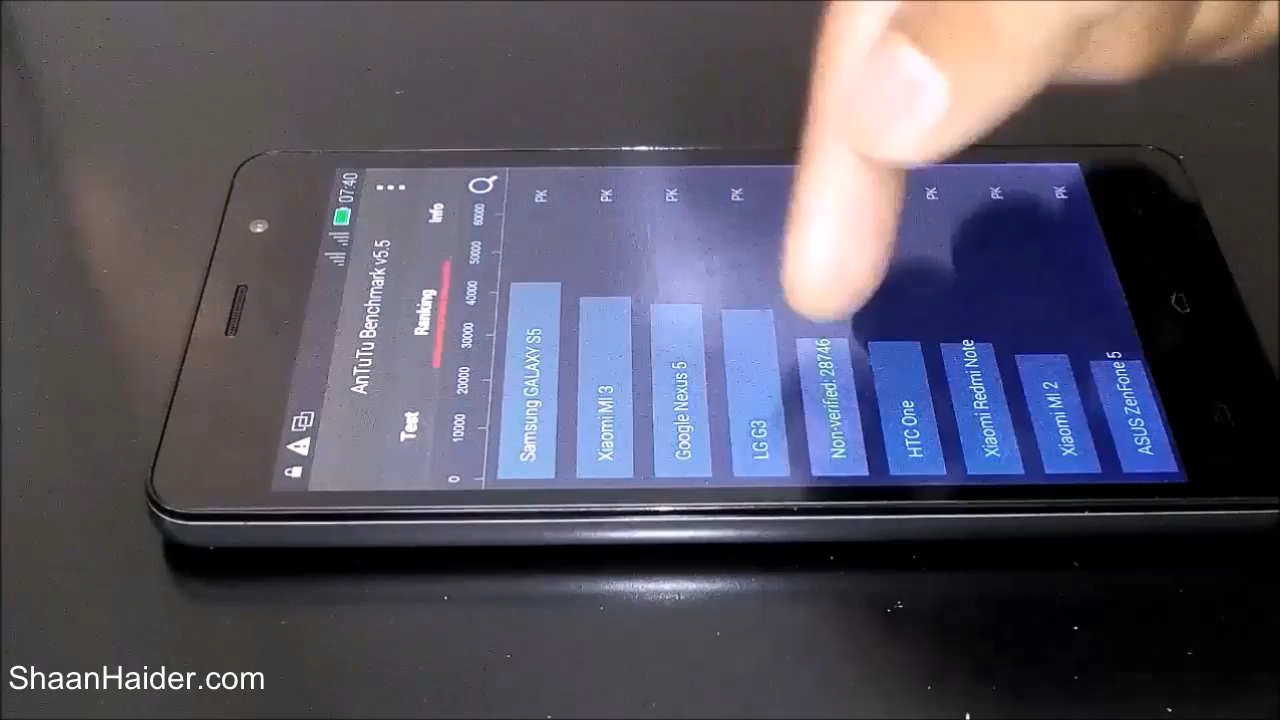 07:40
AnTuTu Benchmark v5.5
Test Ranking Info
0 10000 20000 30000 40000 50000 60000
Samsung GALAXY S5 PK
Xiaomi MI 3 PK
Google Nexus 5 PK
LG G3 PK
Non-verified: 28746
HTC One
Xiaomi Redmi Note PK
Xiaomi MI 2 PK
ASUS ZenFone 5 PK
ShaanHaider.com